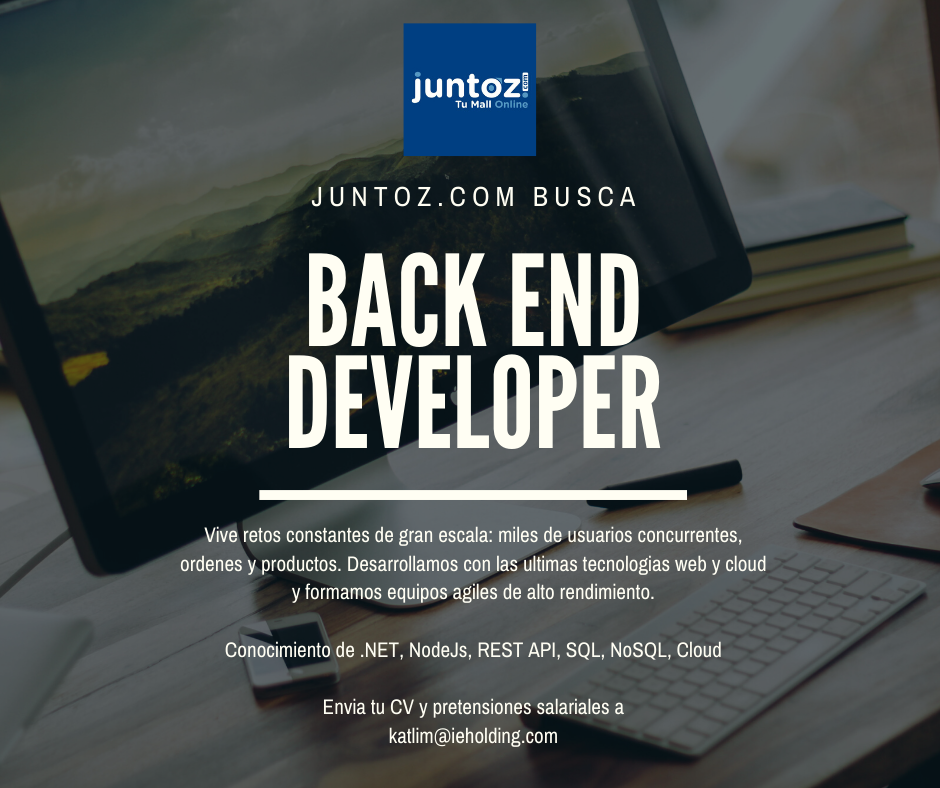 juntoz!.com
Tu Mall Online
JUNTOZ.COM BUSCA
BACK END
DEVELOPER
Vive retos constantes de gran escala: miles de usuarios concurrentes,
ordenes y productos. Desarrollamos con las ultimas tecnologias web y cloud
y formamos equipos agiles de alto rendimiento.
Conocimiento de .NET, NodeJs, REST API, SQL, NoSQL, Cloud
Envia tu CV y pretensiones salariales a
katlim@ieholding.com